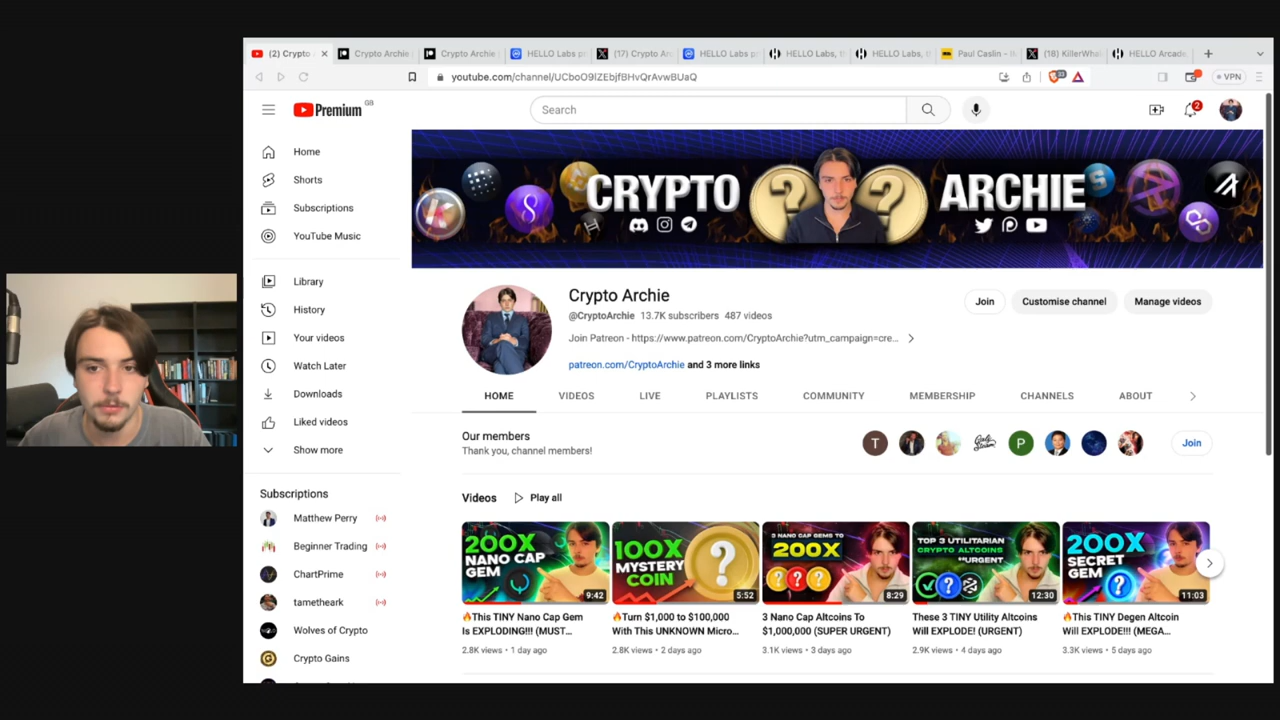 (2) Crypto
Crypto Archie
Crypto Archie
HELLO Labs pr
(17) Crypto Arc
HELLO Labs pr
HELLO Labs, t
HELLO Labs, t
Paul Caslin - I
(18) KillerWha
HELLO Arcade
youtube.com/channel/UCboO9lZEbjfBHvQrAvwBUaQ
VPN
Premium GB
Search
2
Home
Shorts
Subscriptions
YouTube Music
Library
History
Your videos
Watch Later
Downloads
Liked videos
Show more
Subscriptions
Matthew Perry
Beginner Trading
ChartPrime
tametheark
Wolves of Crypto
Crypto Gains
CRYPTO ARCHIE
Crypto Archie
@CryptoArchie 13.7K subscribers 487 videos
Join Patreon - https://www.patreon.com/CryptoArchie?utm_campaign=cre...
patreon.com/CryptoArchie and 3 more links
Join
Customise channel
Manage videos
HOME VIDEOS LIVE PLAYLISTS COMMUNITY MEMBERSHIP CHANNELS ABOUT
Our members
Thank you, channel members!
T
P
Join
Videos
Play all
200X
NANO CAP
GEM
9:42
🔥This TINY Nano Cap Gem
Is EXPLODING!!! (MUST...
2.8K views • 1 day ago
100X
MYSTERY
COIN
5:52
🔥Turn $1,000 to $100,000
With This UNKNOWN Micro...
2.8K views • 2 days ago
3 NANO CAP GEMS TO
200X
8:29
3 Nano Cap Altcoins To
$1,000,000 (SUPER URGENT)
3.1K views • 3 days ago
TOP 3 UTILITARIAN
CRYPTO ALTCOINS
**URGENT
12:30
These 3 TINY Utility Altcoins
Will EXPLODE! (URGENT)
2.9K views • 4 days ago
200X
SECRET
GEM
11:03
🔥This TINY Degen Altcoin
Will EXPLODE!!! (MEGA...
3.3K views • 5 days ago